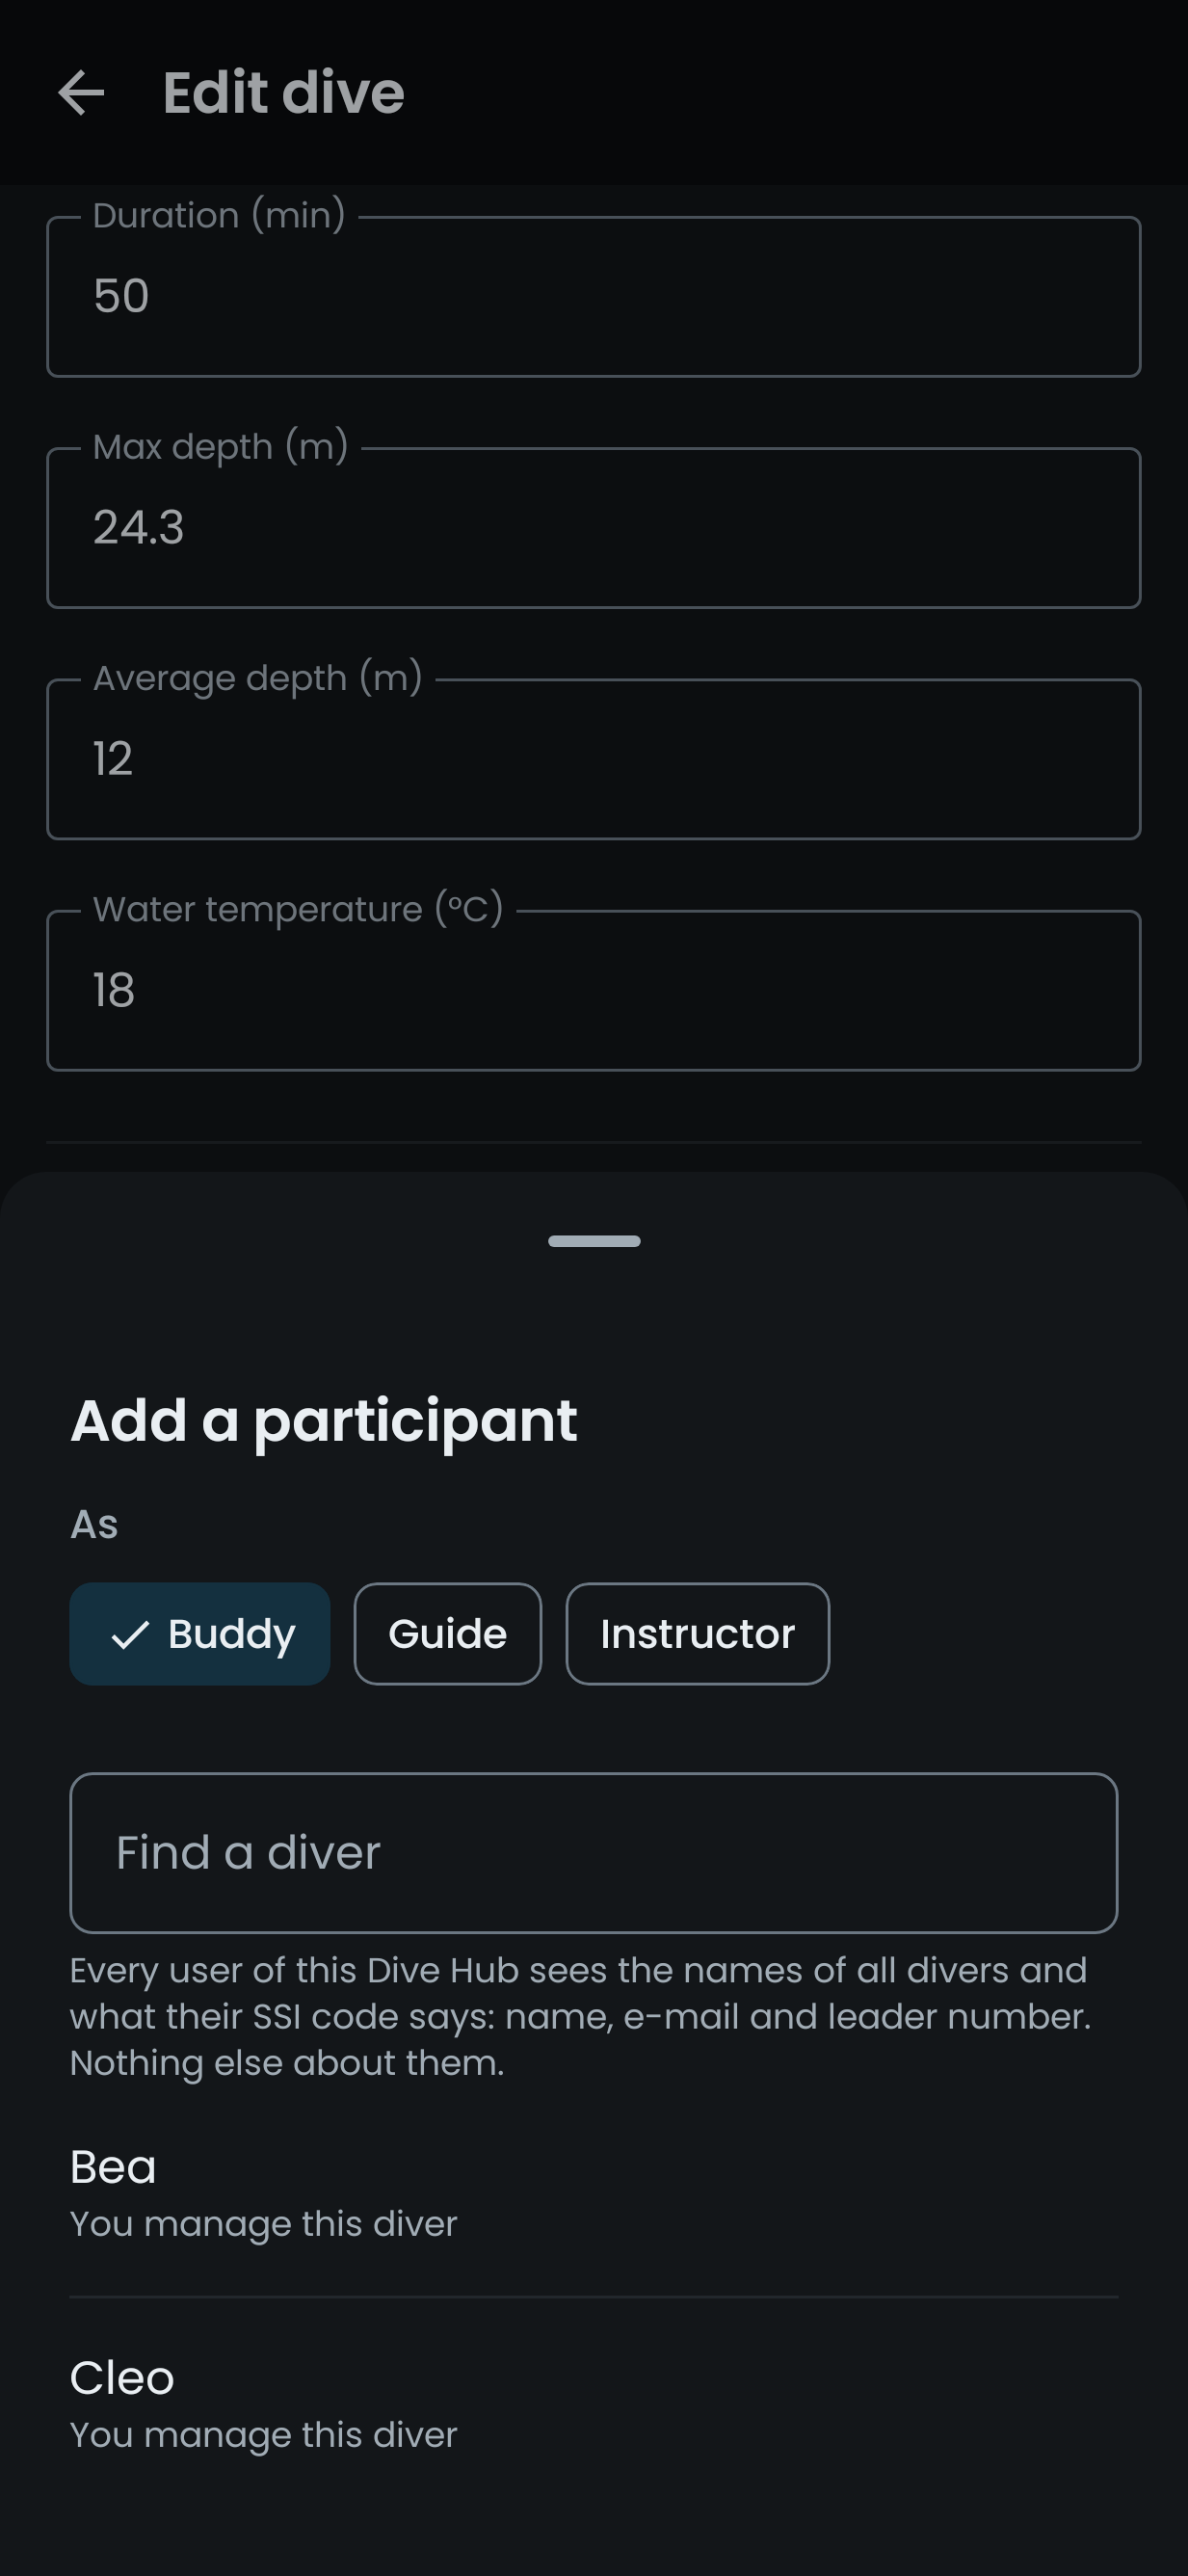 Edit dive
Duration (min)
50
Max depth (m)
24.3
Average depth (m)
12
Water temperature (°C)
18
Add a participant
As
Buddy
Guide
Instructor
Find a diver
Every user of this Dive Hub sees the names of all divers and
what their SSI code says: name, e-mail and leader number.
Nothing else about them.
Bea
You manage this diver
Cleo
You manage this diver